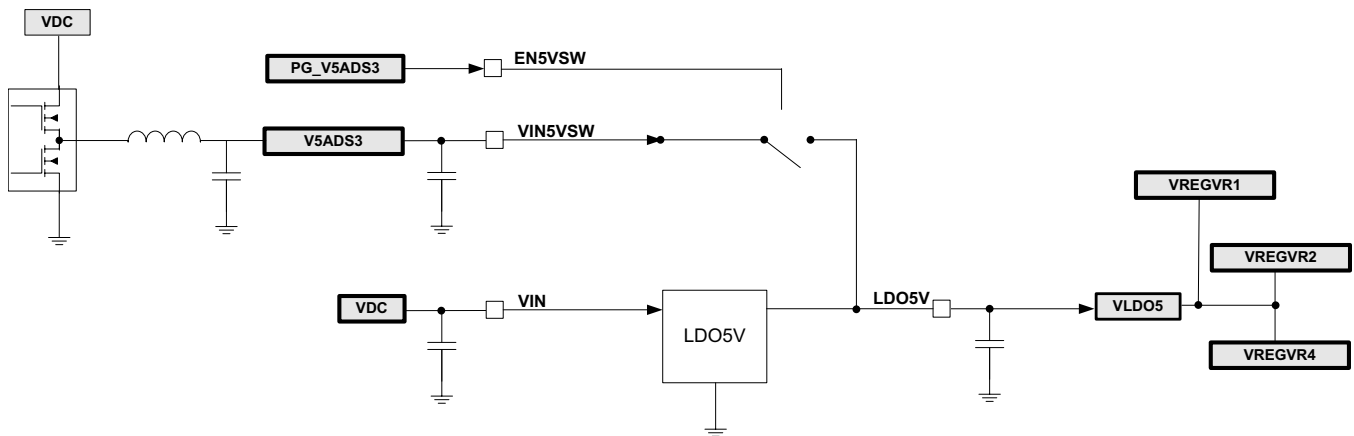 VDC
PG_V5ADS3
EN5VSW
V5ADS3
VIN5VSW
VREGVR1
VREGVR2
VDC
VIN
LDO5V
LDO5V
VLDO5
VREGVR4